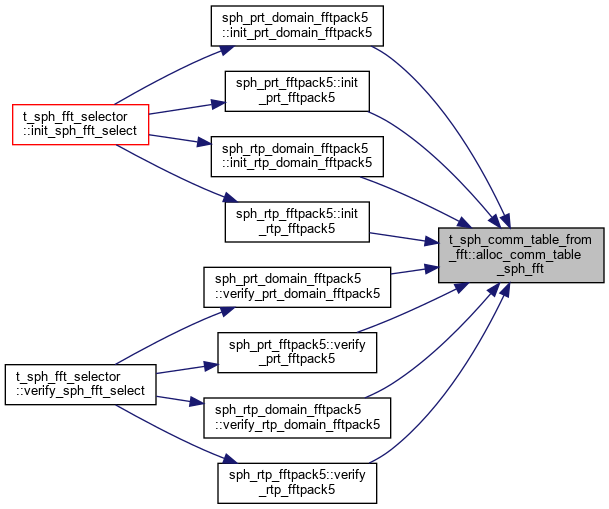 sph_prt_domain_fftpack5
::init_prt_domain_fftpack5
sph_prt_fftpack5::init
_prt_fftpack5
t_sph_fft_selector
::init_sph_fft_select
sph_rtp_domain_fftpack5
::init_rtp_domain_fftpack5
sph_rtp_fftpack5::init
_rtp_fftpack5
t_sph_comm_table_from
_fft::alloc_comm_table
_sph_fft
sph_prt_domain_fftpack5
::verify_prt_domain_fftpack5
sph_prt_fftpack5::verify
_prt_fftpack5
t_sph_fft_selector
::verify_sph_fft_select
sph_rtp_domain_fftpack5
::verify_rtp_domain_fftpack5
sph_rtp_fftpack5::verify
_rtp_fftpack5